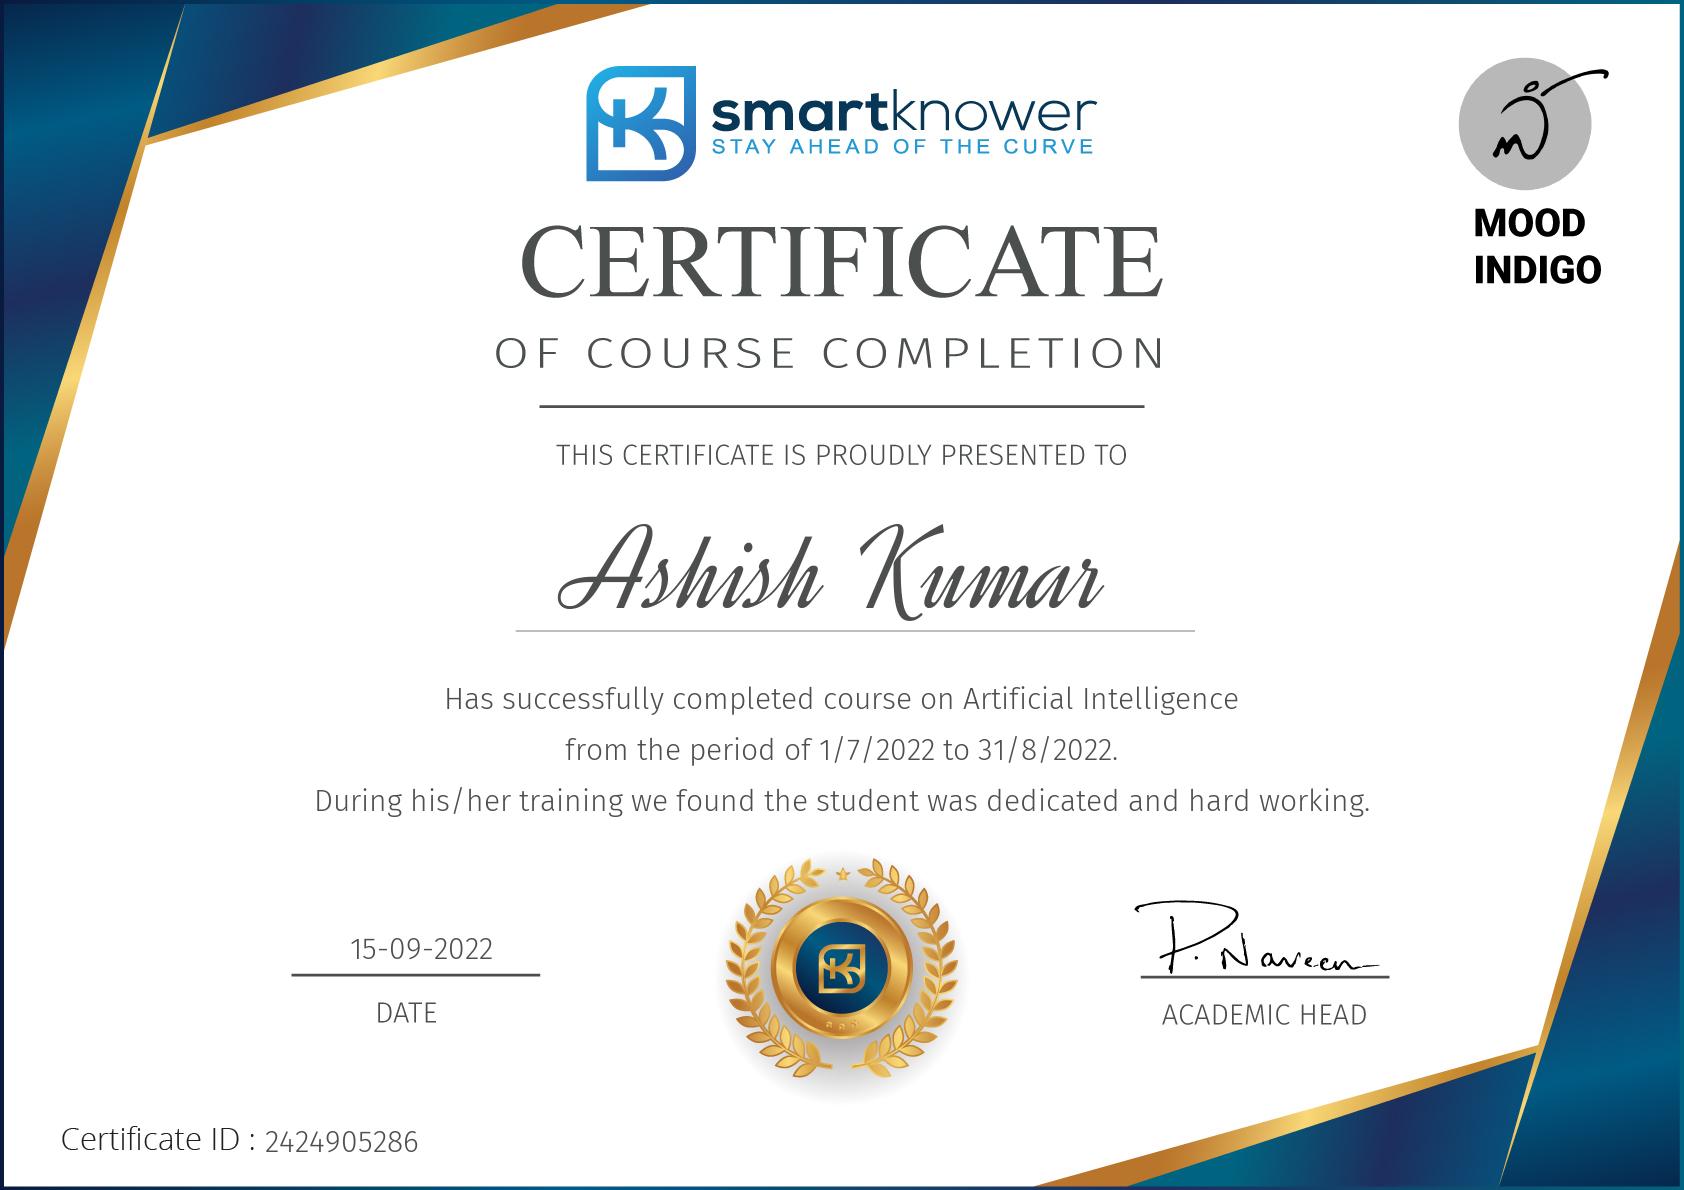 smartknower
STAY AHEAD OF THE CURVE
MOOD
INDIGO
CERTIFICATE
OF COURSE COMPLETION
THIS CERTIFICATE IS PROUDLY PRESENTED TO
Ashish Kumar
Has successfully completed course on Artificial Intelligence
from the period of 1/7/2022 to 31/8/2022.
During his/her training we found the student was dedicated and hard working.
15-09-2022
DATE
P. Naveen
ACADEMIC HEAD
Certificate ID : 2424905286